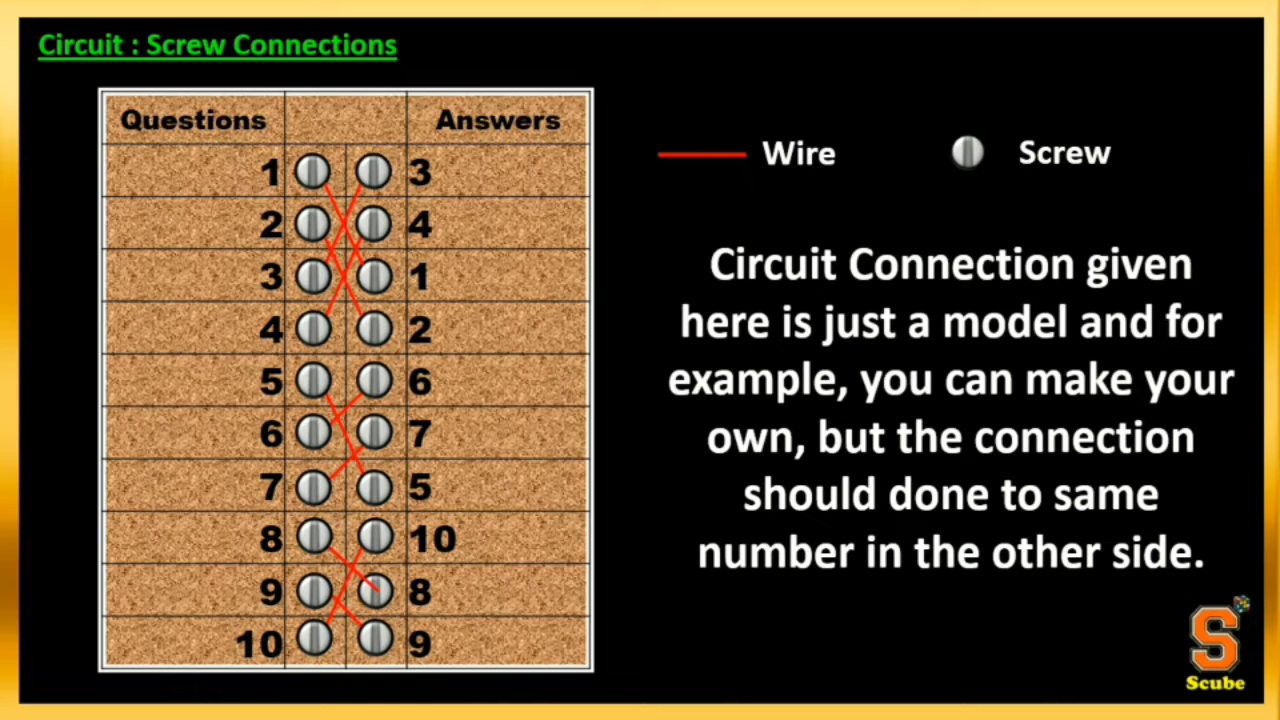 Circuit : Screw Connections
Questions Answers
1 3
2 4
3 1
4 2
5 6
6 7
7 5
8 10
9 8
10 9
Wire Screw
Circuit Connection given
here is just a model and for
example, you can make your
own, but the connection
should done to same
number in the other side.
S
Scube